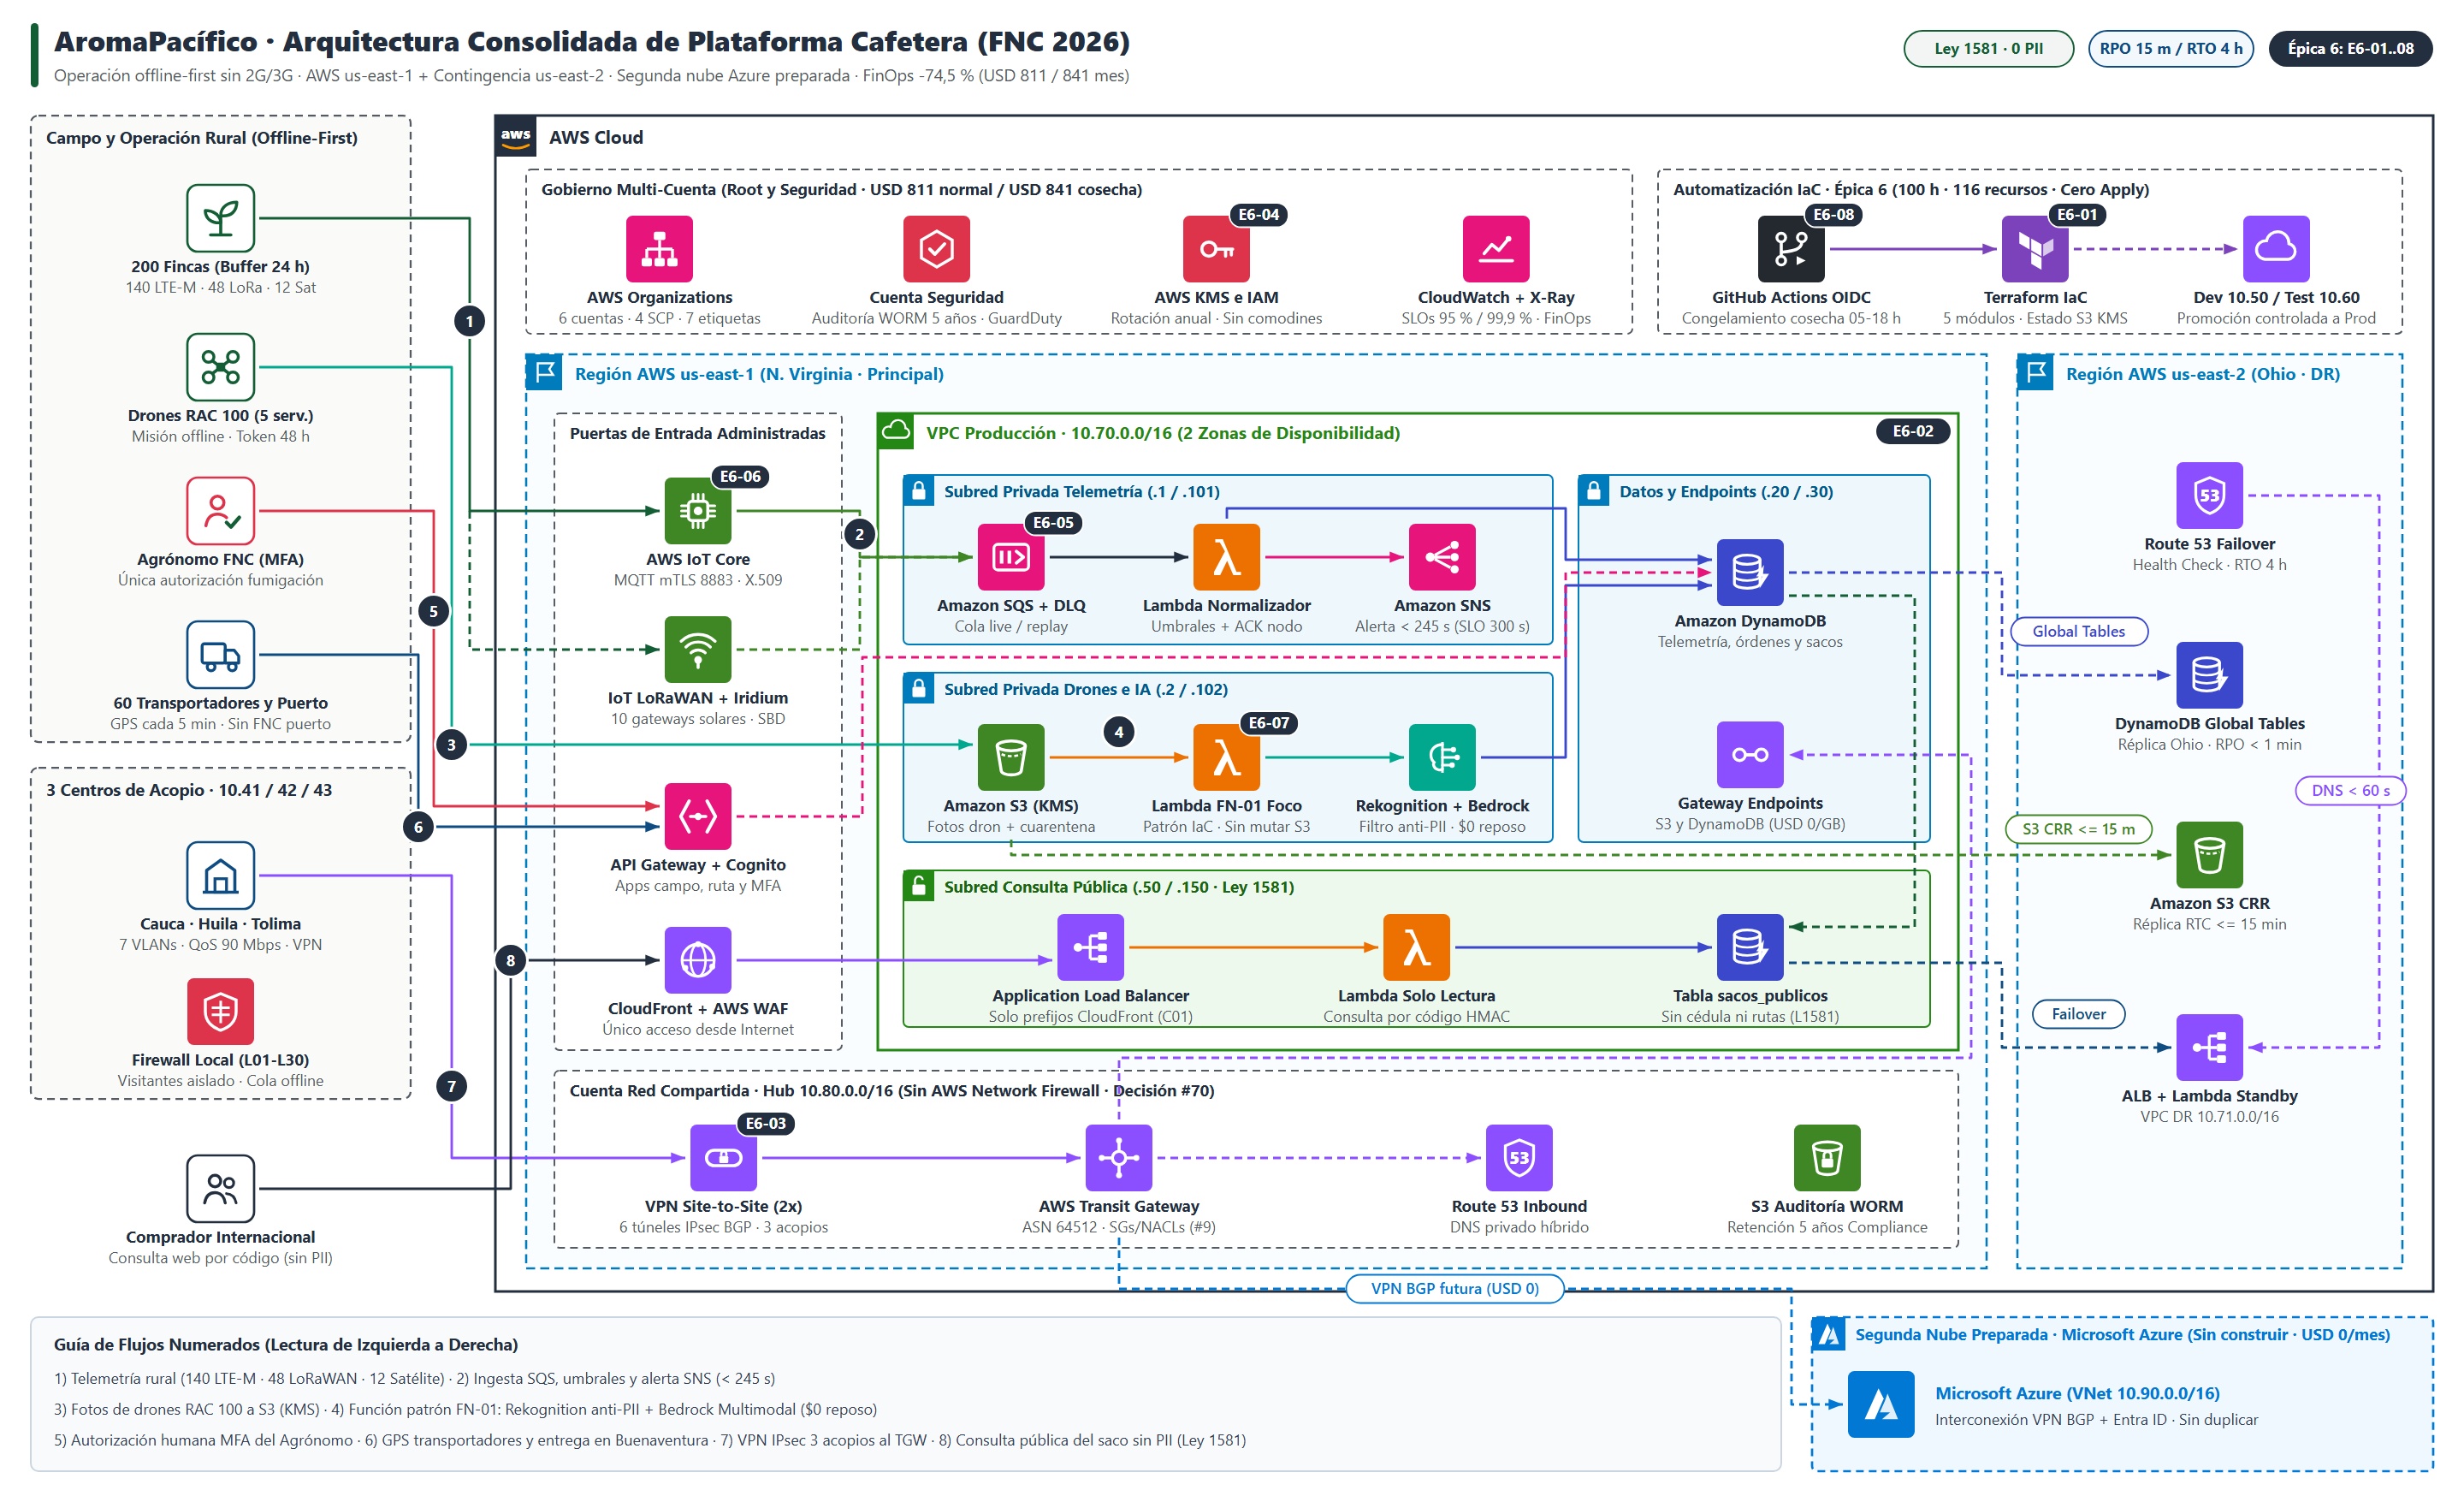 AromaPacífico · Arquitectura Consolidada de Plataforma Cafetera (FNC 2026)
Operación offline-first sin 2G/3G · AWS us-east-1 + Contingencia us-east-2 · Segunda nube Azure preparada · FinOps -74,5 % (USD 811 / 841 mes)
Ley 1581 · 0 PII
RPO 15 m / RTO 4 h
Épica 6: E6-01..08
Campo y Operación Rural (Offline-First)
200 Fincas (Buffer 24 h)
140 LTE-M · 48 LoRa · 12 Sat
Drones RAC 100 (5 serv.)
Misión offline · Token 48 h
Agrónomo FNC (MFA)
Única autorización fumigación
60 Transportadores y Puerto
GPS cada 5 min · Sin FNC puerto
3 Centros de Acopio · 10.41 / 42 / 43
Cauca · Huila · Tolima
7 VLANs · QoS 90 Mbps · VPN
Firewall Local (L01-L30)
Visitantes aislado · Cola offline
Comprador Internacional
Consulta web por código (sin PII)
1
5
3
6
7
8
aws
AWS Cloud
Gobierno Multi-Cuenta (Root y Seguridad · USD 811 normal / USD 841 cosecha)
AWS Organizations
6 cuentas · 4 SCP · 7 etiquetas
Cuenta Seguridad
Auditoría WORM 5 años · GuardDuty
E6-04
AWS KMS e IAM
Rotación anual · Sin comodines
CloudWatch + X-Ray
SLOs 95 % / 99,9 % · FinOps
Automatización IaC · Épica 6 (100 h · 116 recursos · Cero Apply)
E6-08
GitHub Actions OIDC
Congelamiento cosecha 05-18 h
E6-01
Terraform IaC
5 módulos · Estado S3 KMS
Dev 10.50 / Test 10.60
Promoción controlada a Prod
Región AWS us-east-1 (N. Virginia · Principal)
Puertas de Entrada Administradas
E6-06
AWS IoT Core
MQTT mTLS 8883 · X.509
IoT LoRaWAN + Iridium
10 gateways solares · SBD
API Gateway + Cognito
Apps campo, ruta y MFA
CloudFront + AWS WAF
Único acceso desde Internet
2
VPC Producción · 10.70.0.0/16 (2 Zonas de Disponibilidad)
E6-02
Subred Privada Telemetría (.1 / .101)
E6-05
Amazon SQS + DLQ
Cola live / replay
λ
Lambda Normalizador
Umbrales + ACK nodo
Amazon SNS
Alerta < 245 s (SLO 300 s)
Subred Privada Drones e IA (.2 / .102)
Amazon S3 (KMS)
Fotos dron + cuarentena
4
E6-07
λ
Lambda FN-01 Foco
Patrón IaC · Sin mutar S3
Rekognition + Bedrock
Filtro anti-PII · $0 reposo
Datos y Endpoints (.20 / .30)
Amazon DynamoDB
Telemetría, órdenes y sacos
Gateway Endpoints
S3 y DynamoDB (USD 0/GB)
Subred Consulta Pública (.50 / .150 · Ley 1581)
Application Load Balancer
Solo prefijos CloudFront (C01)
λ
Lambda Solo Lectura
Consulta por código HMAC
Tabla sacos_publicos
Sin cédula ni rutas (L1581)
Cuenta Red Compartida · Hub 10.80.0.0/16 (Sin AWS Network Firewall · Decisión #70)
E6-03
VPN Site-to-Site (2x)
6 túneles IPsec BGP · 3 acopios
AWS Transit Gateway
ASN 64512 · SGs/NACLs (#9)
53
Route 53 Inbound
DNS privado híbrido
S3 Auditoría WORM
Retención 5 años Compliance
Región AWS us-east-2 (Ohio · DR)
53
Route 53 Failover
Health Check · RTO 4 h
Global Tables
DynamoDB Global Tables
Réplica Ohio · RPO < 1 min
DNS < 60 s
S3 CRR <= 15 m
Amazon S3 CRR
Réplica RTC <= 15 min
Failover
ALB + Lambda Standby
VPC DR 10.71.0.0/16
VPN BGP futura (USD 0)
Guía de Flujos Numerados (Lectura de Izquierda a Derecha)
1) Telemetría rural (140 LTE-M · 48 LoRaWAN · 12 Satélite) · 2) Ingesta SQS, umbrales y alerta SNS (< 245 s)
3) Fotos de drones RAC 100 a S3 (KMS) · 4) Función patrón FN-01: Rekognition anti-PII + Bedrock Multimodal ($0 reposo)
5) Autorización humana MFA del Agrónomo · 6) GPS transportadores y entrega en Buenaventura · 7) VPN IPsec 3 acopios al TGW · 8) Consulta pública del saco sin PII (Ley 1581)
Segunda Nube Preparada · Microsoft Azure (Sin construir · USD 0/mes)
Microsoft Azure (VNet 10.90.0.0/16)
Interconexión VPN BGP + Entra ID · Sin duplicar